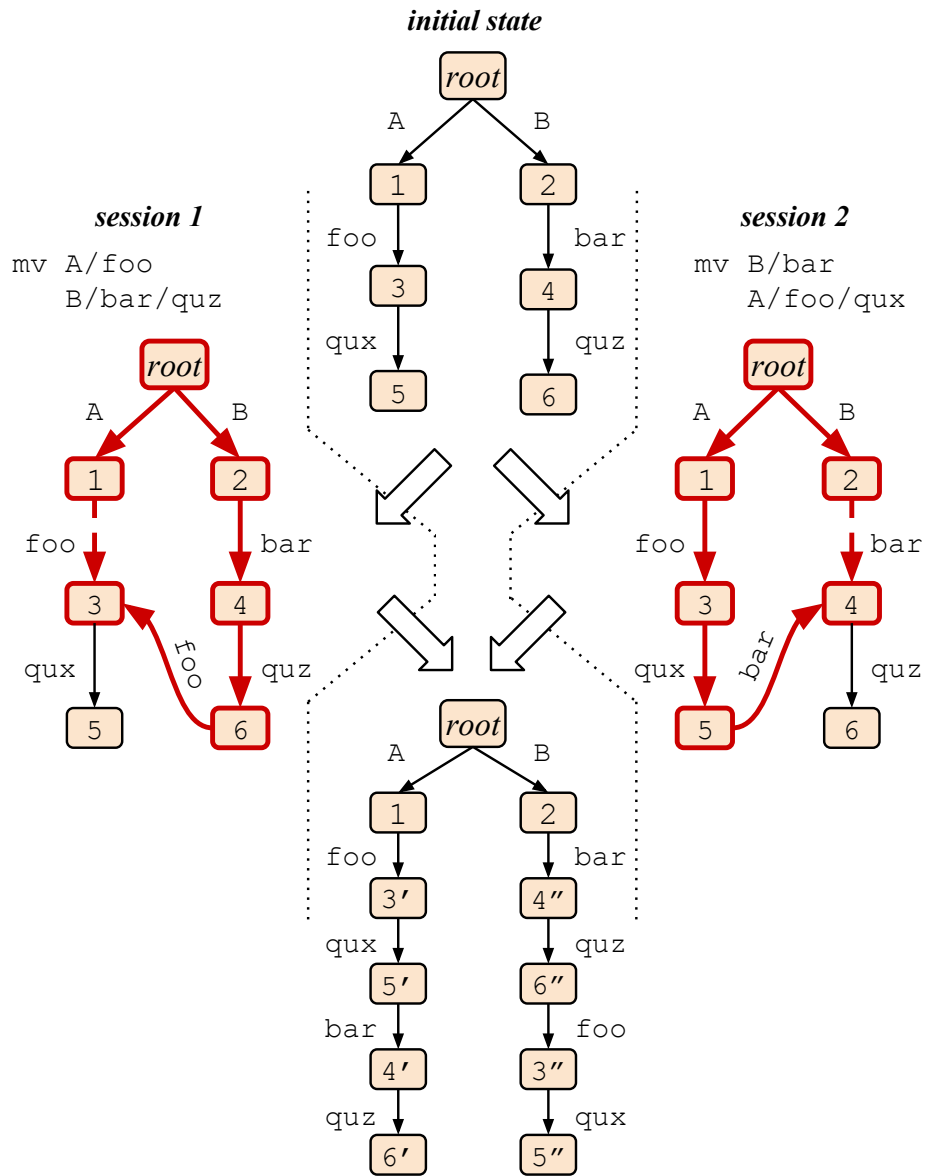 initial state
root
A B
1 2
foo bar
3 4
qux quz
5 6
session 1
mv A/foo
B/bar/quz
root
A B
1 2
foo bar
3 4
qux foo quz
5 6
session 2
mv B/bar
A/foo/qux
root
A B
1 2
foo bar
3 4
qux bar quz
5 6
root
A B
1 2
foo bar
3′ 4″
qux quz
5′ 6″
bar foo
4′ 3″
quz qux
6′ 5″